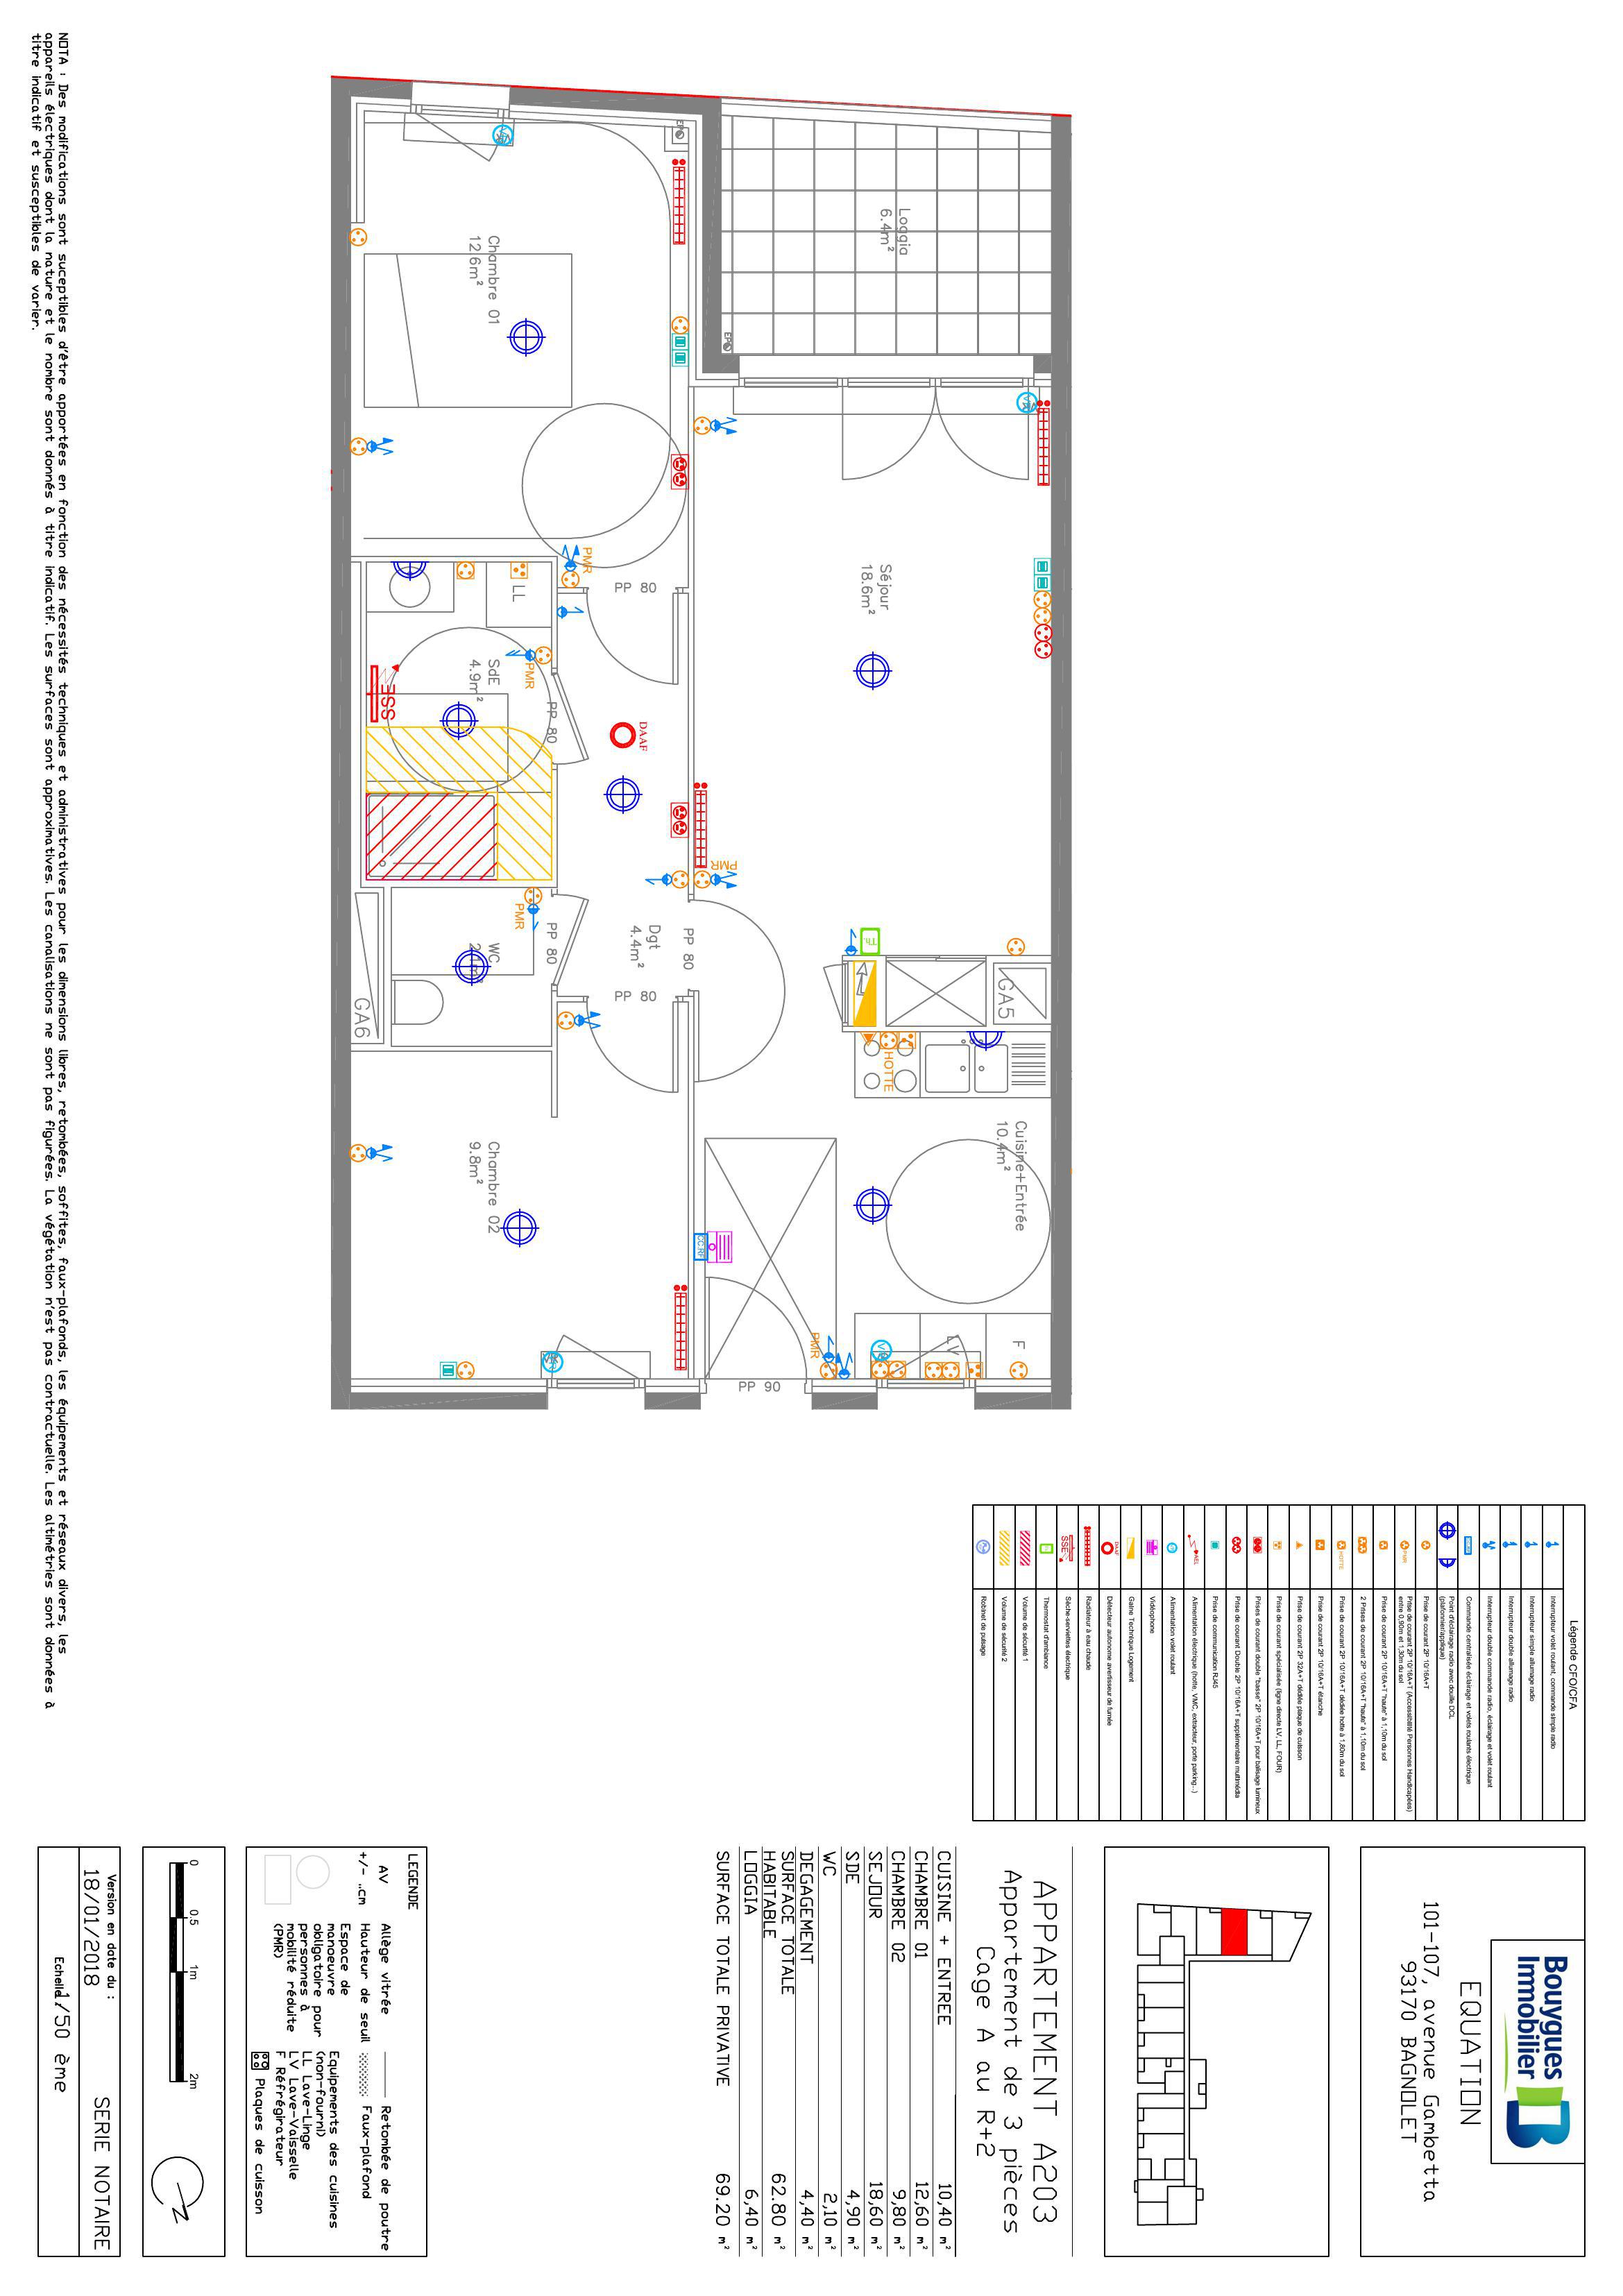 Bouygues
Immobilier
EQUATION
101-107, avenue Gambetta
93170 BAGNOLET
APPARTEMENT A203
Appartement de 3 pièces
Cage A au R+2
CUISINE + ENTREE 10,40 m²
CHAMBRE 01 12,60 m²
CHAMBRE 02 9,80 m²
SEJOUR 18,60 m²
SDE 4,90 m²
WC 2,10 m²
DEGAGEMENT 4,40 m²
SURFACE TOTALE
HABITABLE 62.80 m²
LOGGIA 6,40 m²
SURFACE TOTALE PRIVATIVE 69.20 m²
LEGENDE
AV Allège vitrée
+/- ..cm Hauteur de seuil
Espace de
manoeuvre
obligatoire pour
personnes à
mobilité réduite
(PMR)
Retombée de poutre
Faux-plafond
Equipements des cuisines
(non-fourni)
LL Lave-Linge
LV Lave-Vaisselle
F Réfrigérateur
Plaques de cuisson
0 0.5 1m 2m
N
Version en date du :
18/01/2018
SERIE NOTAIRE
Echelle 1/50 ème
Légende CFO/CFA
Interrupteur volet roulant, commande simple radio
Interrupteur simple allumage radio
Interrupteur double allumage radio
Interrupteur double commande radio, éclairage et volet roulant
Commande centralisée éclairage et volets roulants électrique
Point d'éclairage radio avec douille DCL
(plafonnier/applique)
Prise de courant 2P 10/16A+T
PMR
Prise de courant 2P 10/16A+T (Accessibilité Personnes Handicapées)
entre 0,90m et 1,30m du sol
Prise de courant 2P 10/16A+T "haute" à 1,10m du sol
2 Prises de courant 2P 10/16A+T "haute" à 1,10m du sol
HOTTE
Prise de courant 2P 10/16A+T dédiée hotte à 1,80m du sol
Prise de courant 2P 10/16A+T étanche
Prise de courant 2P 32A+T dédiée plaque de cuisson
Prise de courant spécialisée (ligne directe LV, LL, FOUR)
Prises de courant double "basse" 2P 10/16A+T pour balisage lumineux
Prise de courant Double 2P 10/16A+T supplémentaire multimédia
Prise de communication RJ45
Alimentation électrique (hotte, VMC, extracteur, porte parking...)
Alimentation volet roulant
Vidéophone
Gaine Technique Logement
DAAF
Détecteur autonome avertisseur de fumée
Radiateur à eau chaude
SSE
Sèche-serviettes électrique
Thermostat d'ambiance
Volume de sécurité 1
Volume de sécurité 2
Robinet de puisage
Loggia
6.4m²
EP
EP
Chambre 01
12.6m²
Séjour
18.6m²
PMR
PP 80
LL
SdE
4.9m²
PMR
SSE
PP 80
DAAF
PMR
PMR
WC
PP 80
Dgt
4.4m²
PP 80
PP 80
GA6
GA5
HOTTE
Cuisine+Entrée
10.4m²
Chambre 02
9.8m²
PMR
LV
F
PP 90
NOTA : Des modifications sont suceptibles d'être apportées en fonction des nécessités techniques et administratives pour les dimensions libres, retombées, soffites, faux-plafonds, les équipements et réseaux divers, les
appareils électriques dont la nature et le nombre sont donnés à titre indicatif. Les surfaces sont approximatives. Les canalisations ne sont pas figurées. La végétation n'est pas contractuelle. Les altimétries sont données à
titre indicatif et susceptibles de varier.